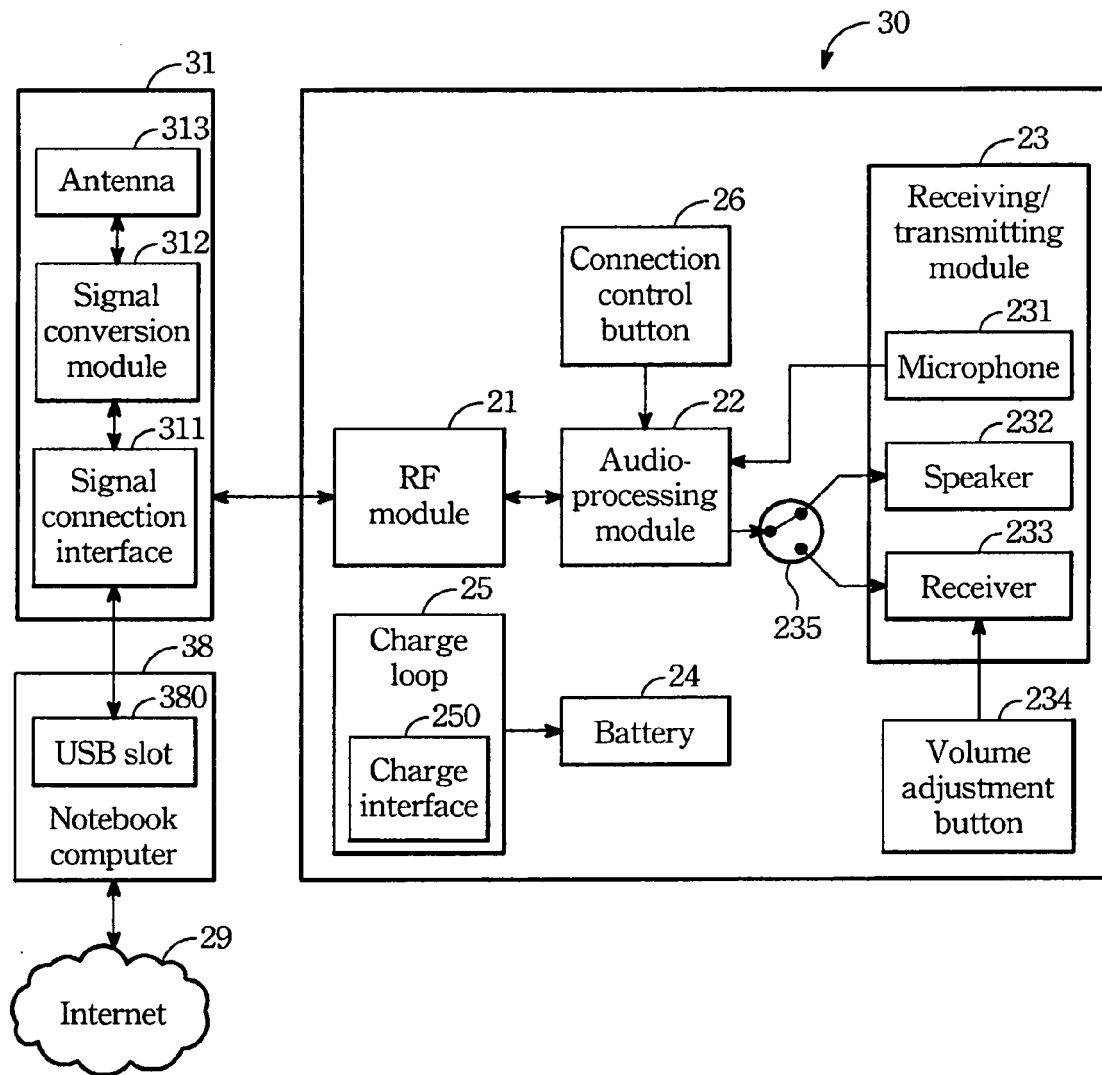 30
31
313
Antenna
312
Signal
conversion
module
311
Signal
connection
interface
38
380
USB slot
Notebook
computer
29
Internet
21
RF
module
26
Connection
control
button
22
Audio-
processing
module
235
23
Receiving/
transmitting
module
231
Microphone
232
Speaker
233
Receiver
234
Volume
adjustment
button
25
Charge
loop
250
Charge
interface
24
Battery